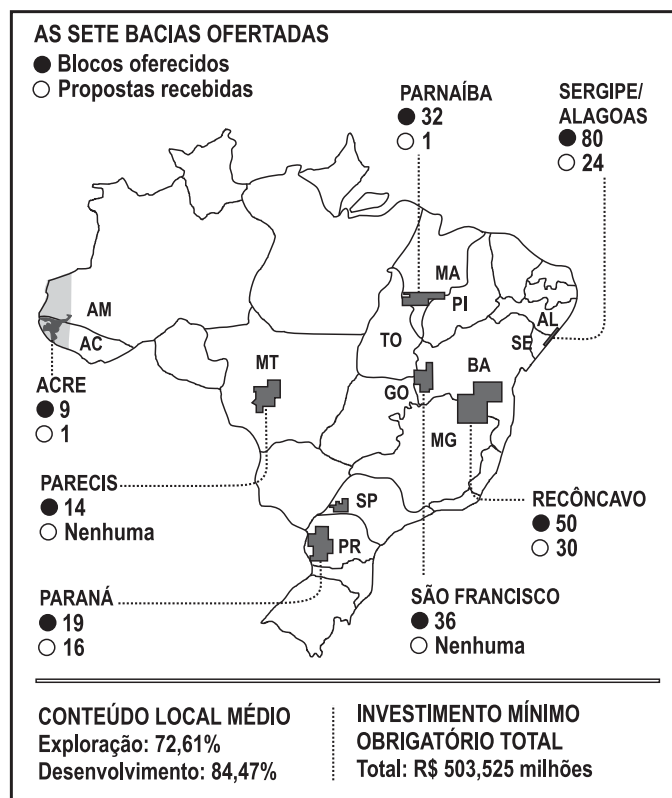 AS SETE BACIAS OFERTADAS
Blocos oferecidos
Propostas recebidas
PARNAÍBA
32
1
SERGIPE/
ALAGOAS
80
24
MA
PI
AM
AC
TO
AL
SE
MT
BA
GO
MG
SP
PR
ACRE
9
1
PARECIS
14
Nenhuma
RECÔNCAVO
50
30
PARANÁ
19
16
SÃO FRANCISCO
36
Nenhuma
CONTEÚDO LOCAL MÉDIO
Exploração: 72,61%
Desenvolvimento: 84,47%
INVESTIMENTO MÍNIMO
OBRIGATÓRIO TOTAL
Total: R$ 503,525 milhões